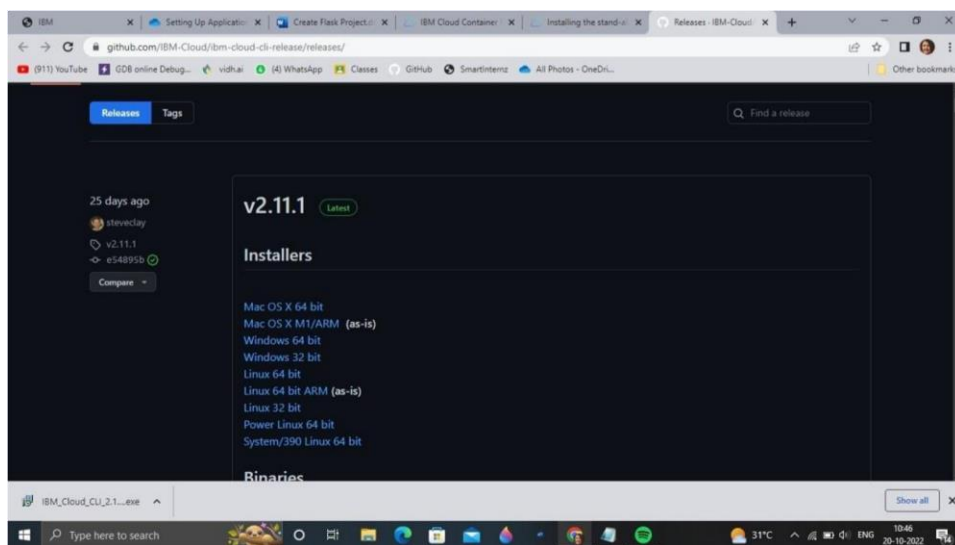 IBM
Setting Up Applicatio
Create Flask Project.d
IBM Cloud Container
Installing the stand-al
Releases · IBM-Cloud
github.com/IBM-Cloud/ibm-cloud-cli-release/releases/
(911) YouTube
GDB online Debug...
vidh.ai
(4) WhatsApp
Classes
GitHub
Smartinternz
All Photos - OneDri...
Other bookmarks
Releases
Tags
Find a release
25 days ago
steveclay
v2.11.1
e54895b
Compare
v2.11.1 Latest
Installers
Mac OS X 64 bit
Mac OS X M1/ARM (as-is)
Windows 64 bit
Windows 32 bit
Linux 64 bit
Linux 64 bit ARM (as-is)
Linux 32 bit
Power Linux 64 bit
System/390 Linux 64 bit
Binaries
IBM_Cloud_CLI_2.1....exe
Show all
Type here to search
31°C
ENG
10:46
20-10-2022